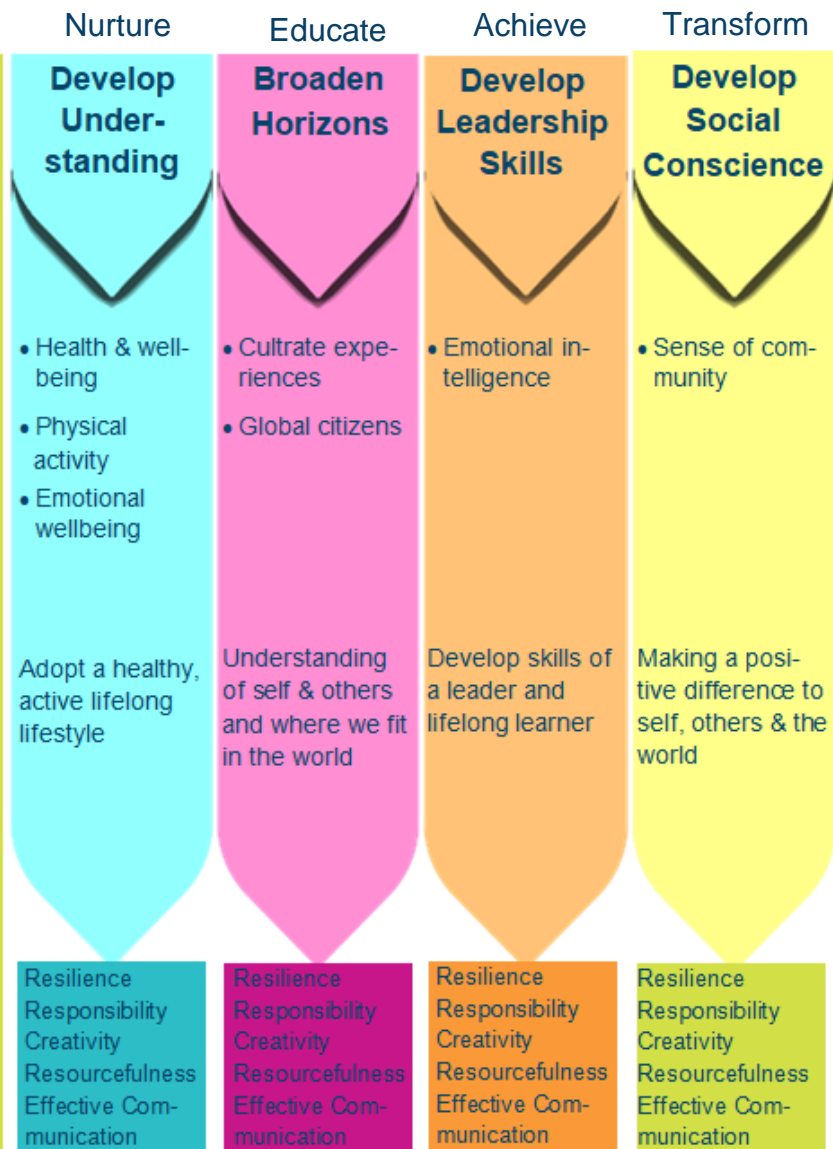 Nurture
Develop
Under-
standing
• Health & well-
being
• Physical
activity
• Emotional
wellbeing
Adopt a healthy,
active lifelong
lifestyle
Resilience
Responsibility
Creativity
Resourcefulness
Effective Com-
munication
Educate
Broaden
Horizons
• Cultrate expe-
riences
• Global citizens
Understanding
of self & others
and where we fit
in the world
Resilience
Responsibility
Creativity
Resourcefulness
Effective Com-
munication
Achieve
Develop
Leadership
Skills
• Emotional in-
telligence
Develop skills of
a leader and
lifelong learner
Resilience
Responsibility
Creativity
Resourcefulness
Effective Com-
munication
Transform
Develop
Social
Conscience
• Sense of com-
munity
Making a posi-
tive difference to
self, others & the
world
Resilience
Responsibility
Creativity
Resourcefulness
Effective Com-
munication